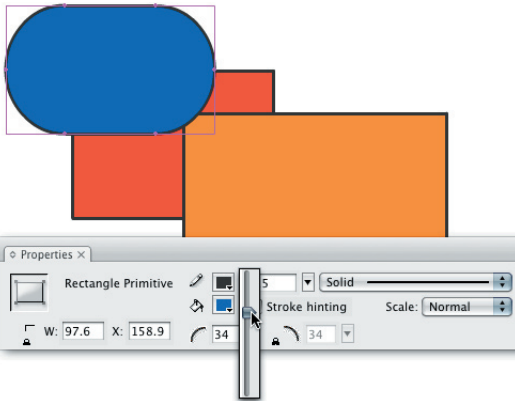 Properties ×
Rectangle Primitive
5
Solid
Stroke hinting
Scale: Normal
W: 97.6 X: 158.9
34
34